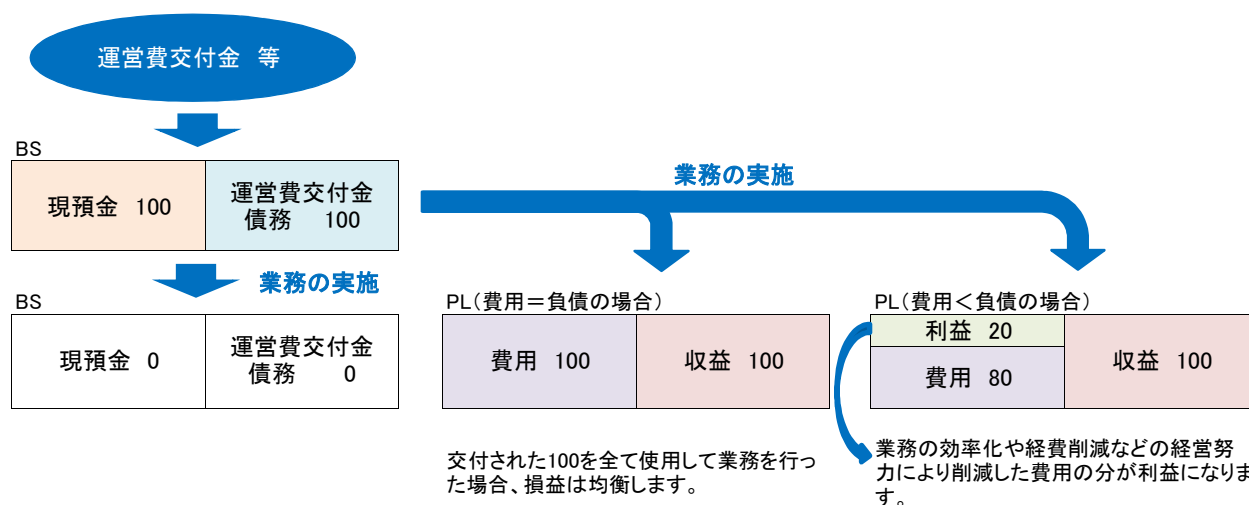 運営費交付金 等
BS
現預金 100
運営費交付金
債務 100
業務の実施
業務の実施
BS
現預金 0
運営費交付金
債務 0
PL(費用＝負債の場合)
費用 100
収益 100
交付された100を全て使用して業務を行っ
た場合、損益は均衡します。
PL(費用＜負債の場合)
利益 20
費用 80
収益 100
業務の効率化や経費削減などの経営努
力により削減した費用の分が利益になりま
す。